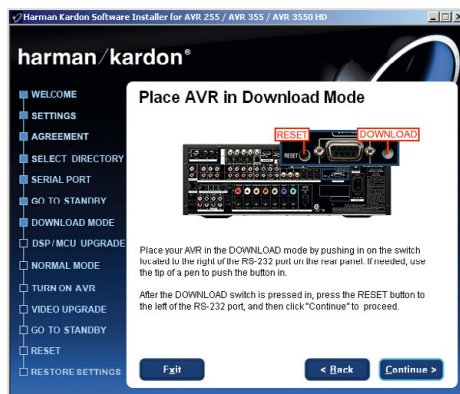 Harman Kardon Software Installer for AVR 255 / AVR 355 / AVR 3550 HD
harman/kardon®
WELCOME
SETTINGS
AGREEMENT
SELECT DIRECTORY
SERIAL PORT
GO TO STANDBY
DOWNLOAD MODE
DSP/MCU UPGRADE
NORMAL MODE
TURN ON AVR
VIDEO UPGRADE
GO TO STANDBY
RESET
RESTORE SETTINGS
Place AVR in Download Mode
RESET DOWNLOAD
RESET
Place your AVR in the DOWNLOAD mode by pushing in on the switch
located to the right of the RS-232 port on the rear panel. If needed, use
the tip of a pen to push the button in.
After the DOWNLOAD switch is pressed in, press the RESET button to
the left of the RS-232 port, and then click "Continue" to proceed.
Exit
< Back
Continue >